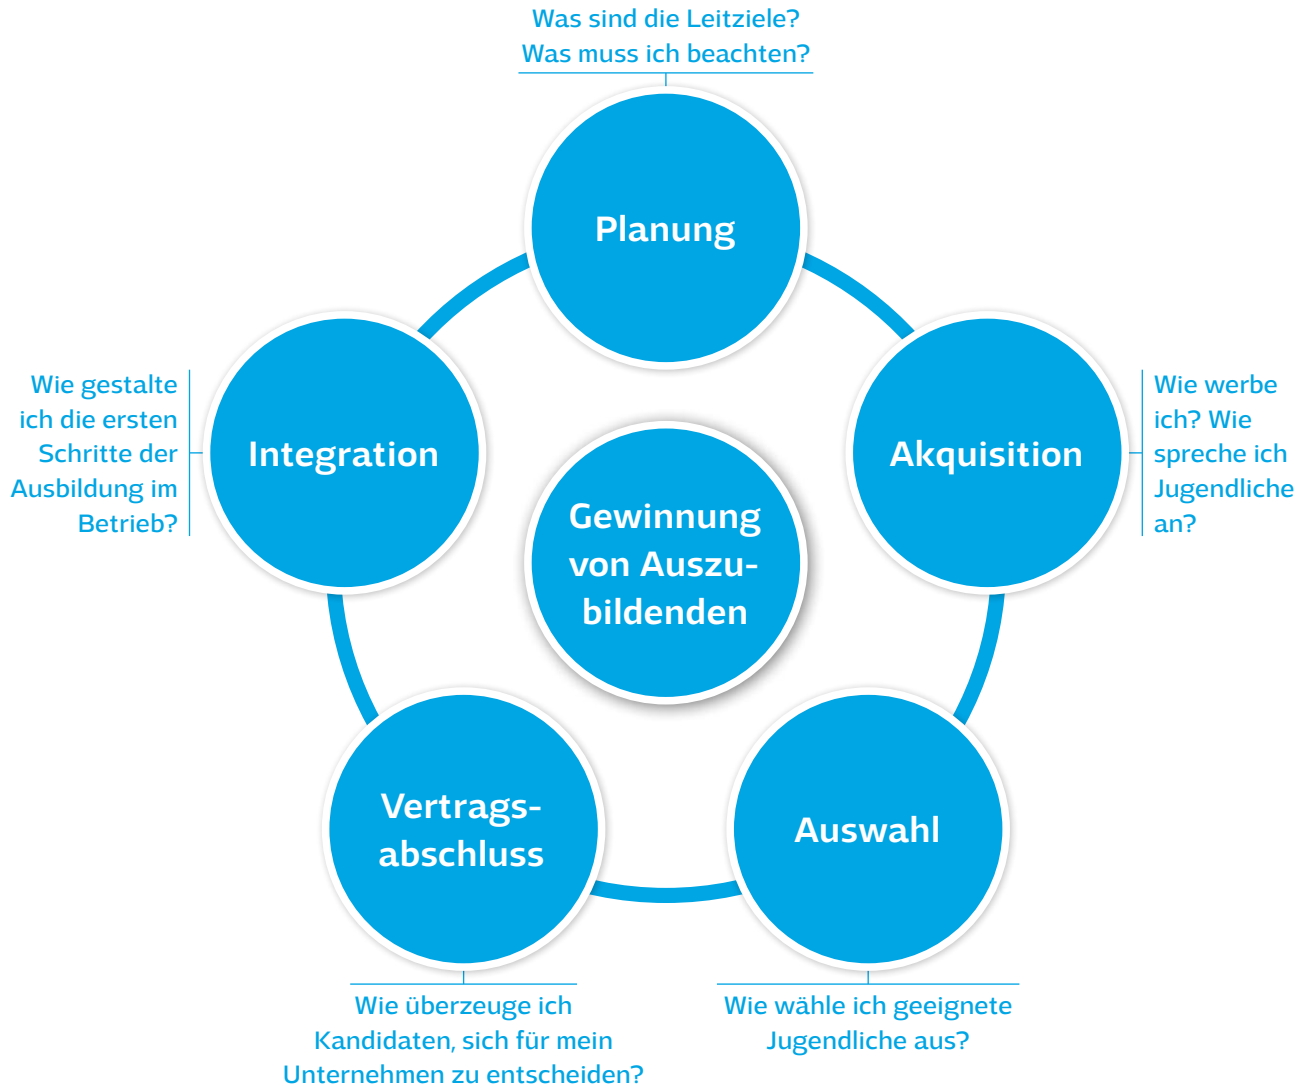 Was sind die Leitziele?
Was muss ich beachten?
Planung
Akquisition
Wie werbe
ich? Wie
spreche ich
Jugendliche
an?
Auswahl
Wie wähle ich geeignete
Jugendliche aus?
Vertrags-
abschluss
Wie überzeuge ich
Kandidaten, sich für mein
Unternehmen zu entscheiden?
Integration
Wie gestalte
ich die ersten
Schritte der
Ausbildung im
Betrieb?
Gewinnung
von Auszu-
bildenden